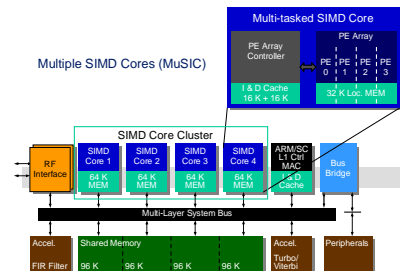 Multi-tasked SIMD Core
PE Array
Controller
PE Array
PE PE PE PE
0 1 2 3
I & D Cache
16 K + 16 K
32 K Loc. MEM
Multiple SIMD Cores (MuSIC)
SIMD Core Cluster
RF
Interface
SIMD
Core 1
SIMD
Core 2
SIMD
Core 3
SIMD
Core 4
ARM/SC
L1 Ctrl
MAC
Bus
Bridge
64 K
MEM
64 K
MEM
64 K
MEM
64 K
MEM
I & D
Cache
Multi-Layer System Bus
Accel.
FIR Filter
Shared Memory
96 K 96 K 96 K 96 K
Accel.
Turbo/
Viterbi
Peripherals